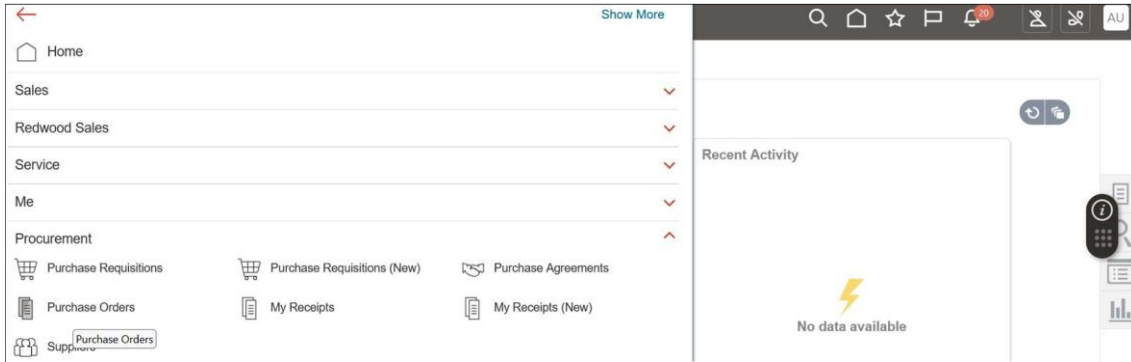 Show More
20
AU
Home
Sales
Redwood Sales
Service
Me
Procurement
Purchase Requisitions
Purchase Requisitions (New)
Purchase Agreements
Purchase Orders
My Receipts
My Receipts (New)
Purchase Orders
Recent Activity
No data available